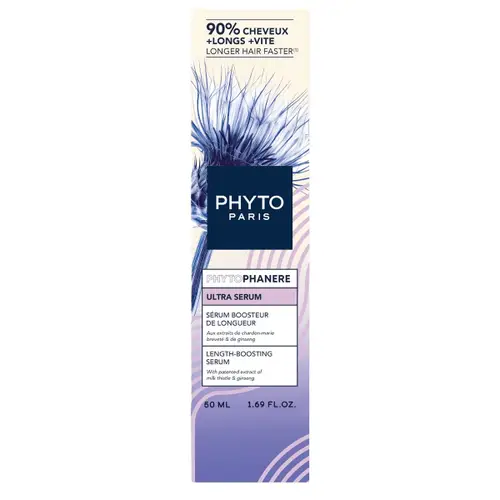 90% CHEVEUX
+LONGS +VITE
LONGER HAIR FASTER(1)
PHYTO
PARIS
PHYTOPHANERE
ULTRA SERUM
SÉRUM BOOSTEUR
DE LONGUEUR
Aux extraits de chardon-marie
breveté & de ginseng
LENGTH-BOOSTING
SERUM
With patented extract of
milk thistle & ginseng
50 ML 1.69 FL.OZ.